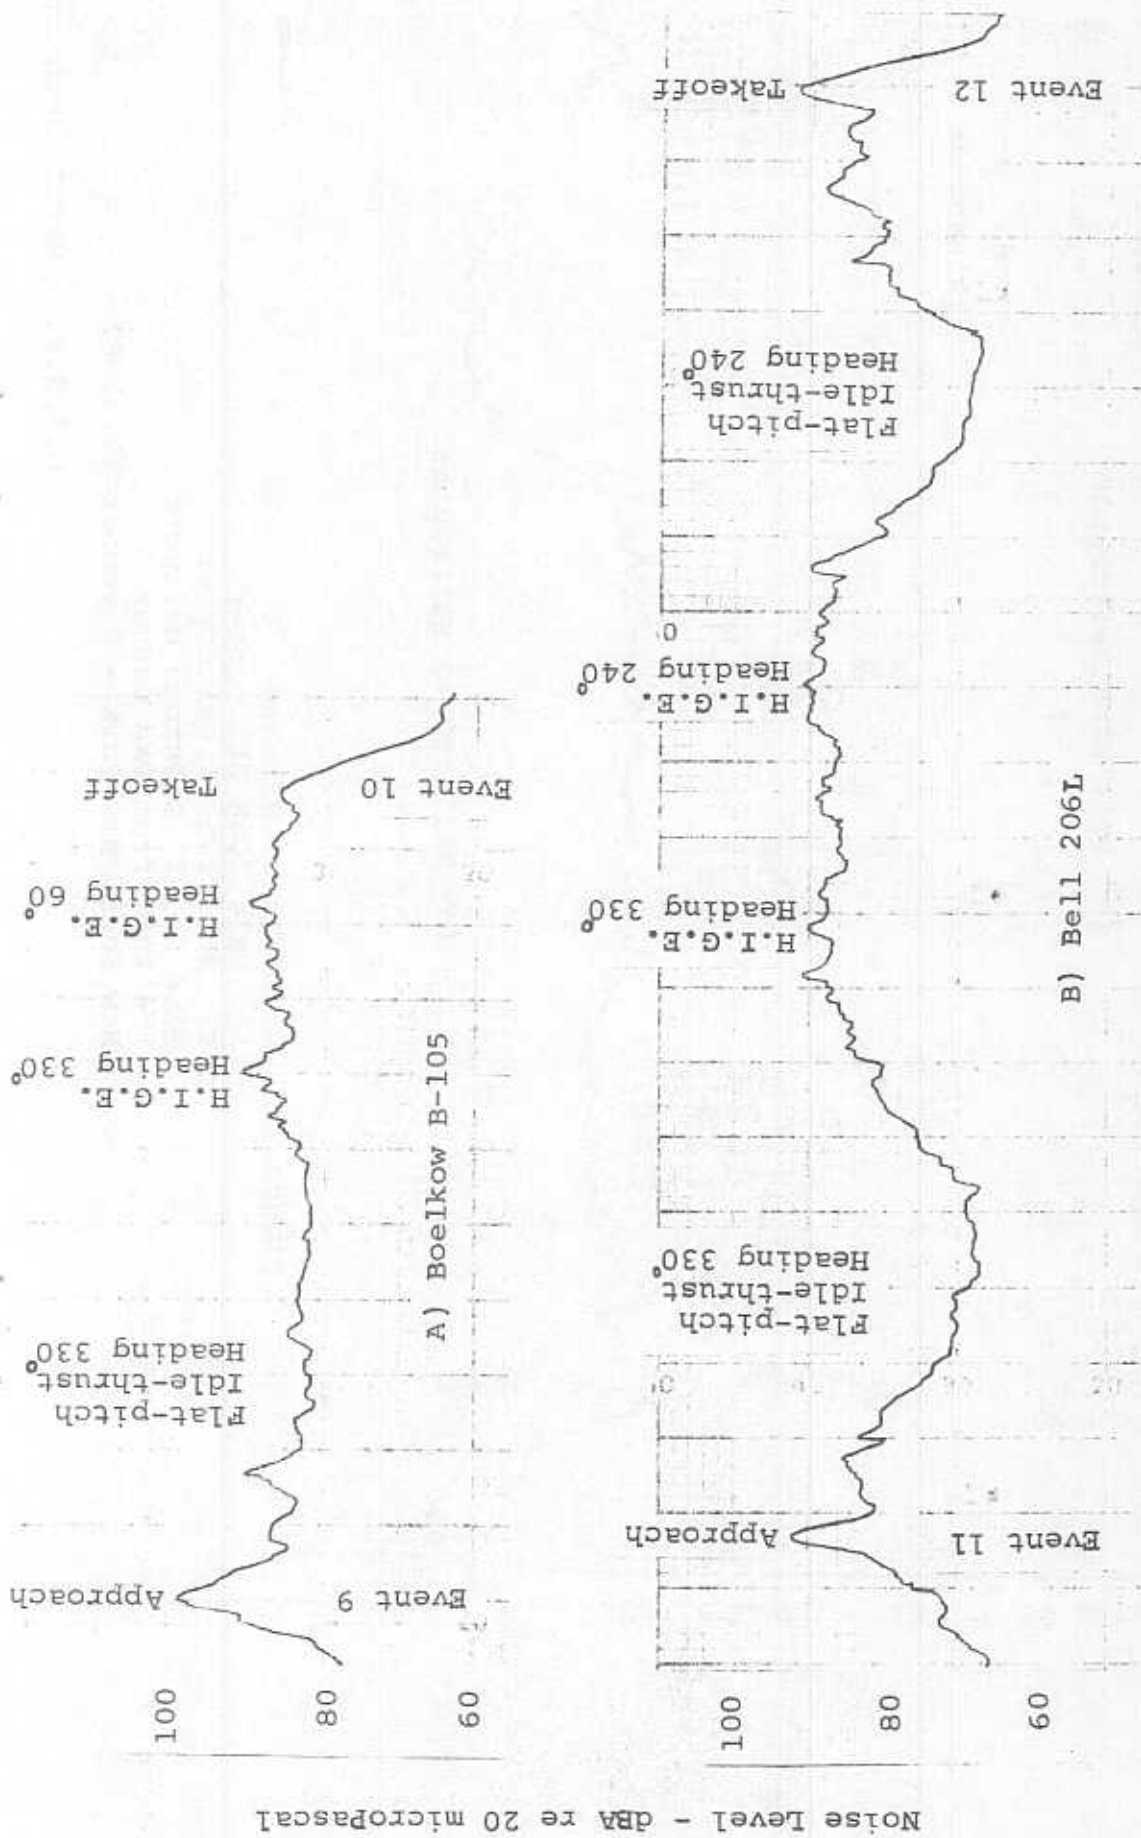 Noise Level - dBA re 20 microPascal
100
80
60
Approach
Event 9
Flat-pitch
Idle-thrust
Heading 330°
H.I.G.E.
Heading 330°
H.I.G.E.
Heading 60°
Takeoff
Event 10
A) Boelkow B-105
100
80
60
Approach
Event 11
Flat-pitch
Idle-thrust
Heading 330°
H.I.G.E.
Heading 330°
H.I.G.E.
Heading 240°
Flat-pitch
Idle-thrust
Heading 240°
Takeoff
Event 12
B) Bell 206L